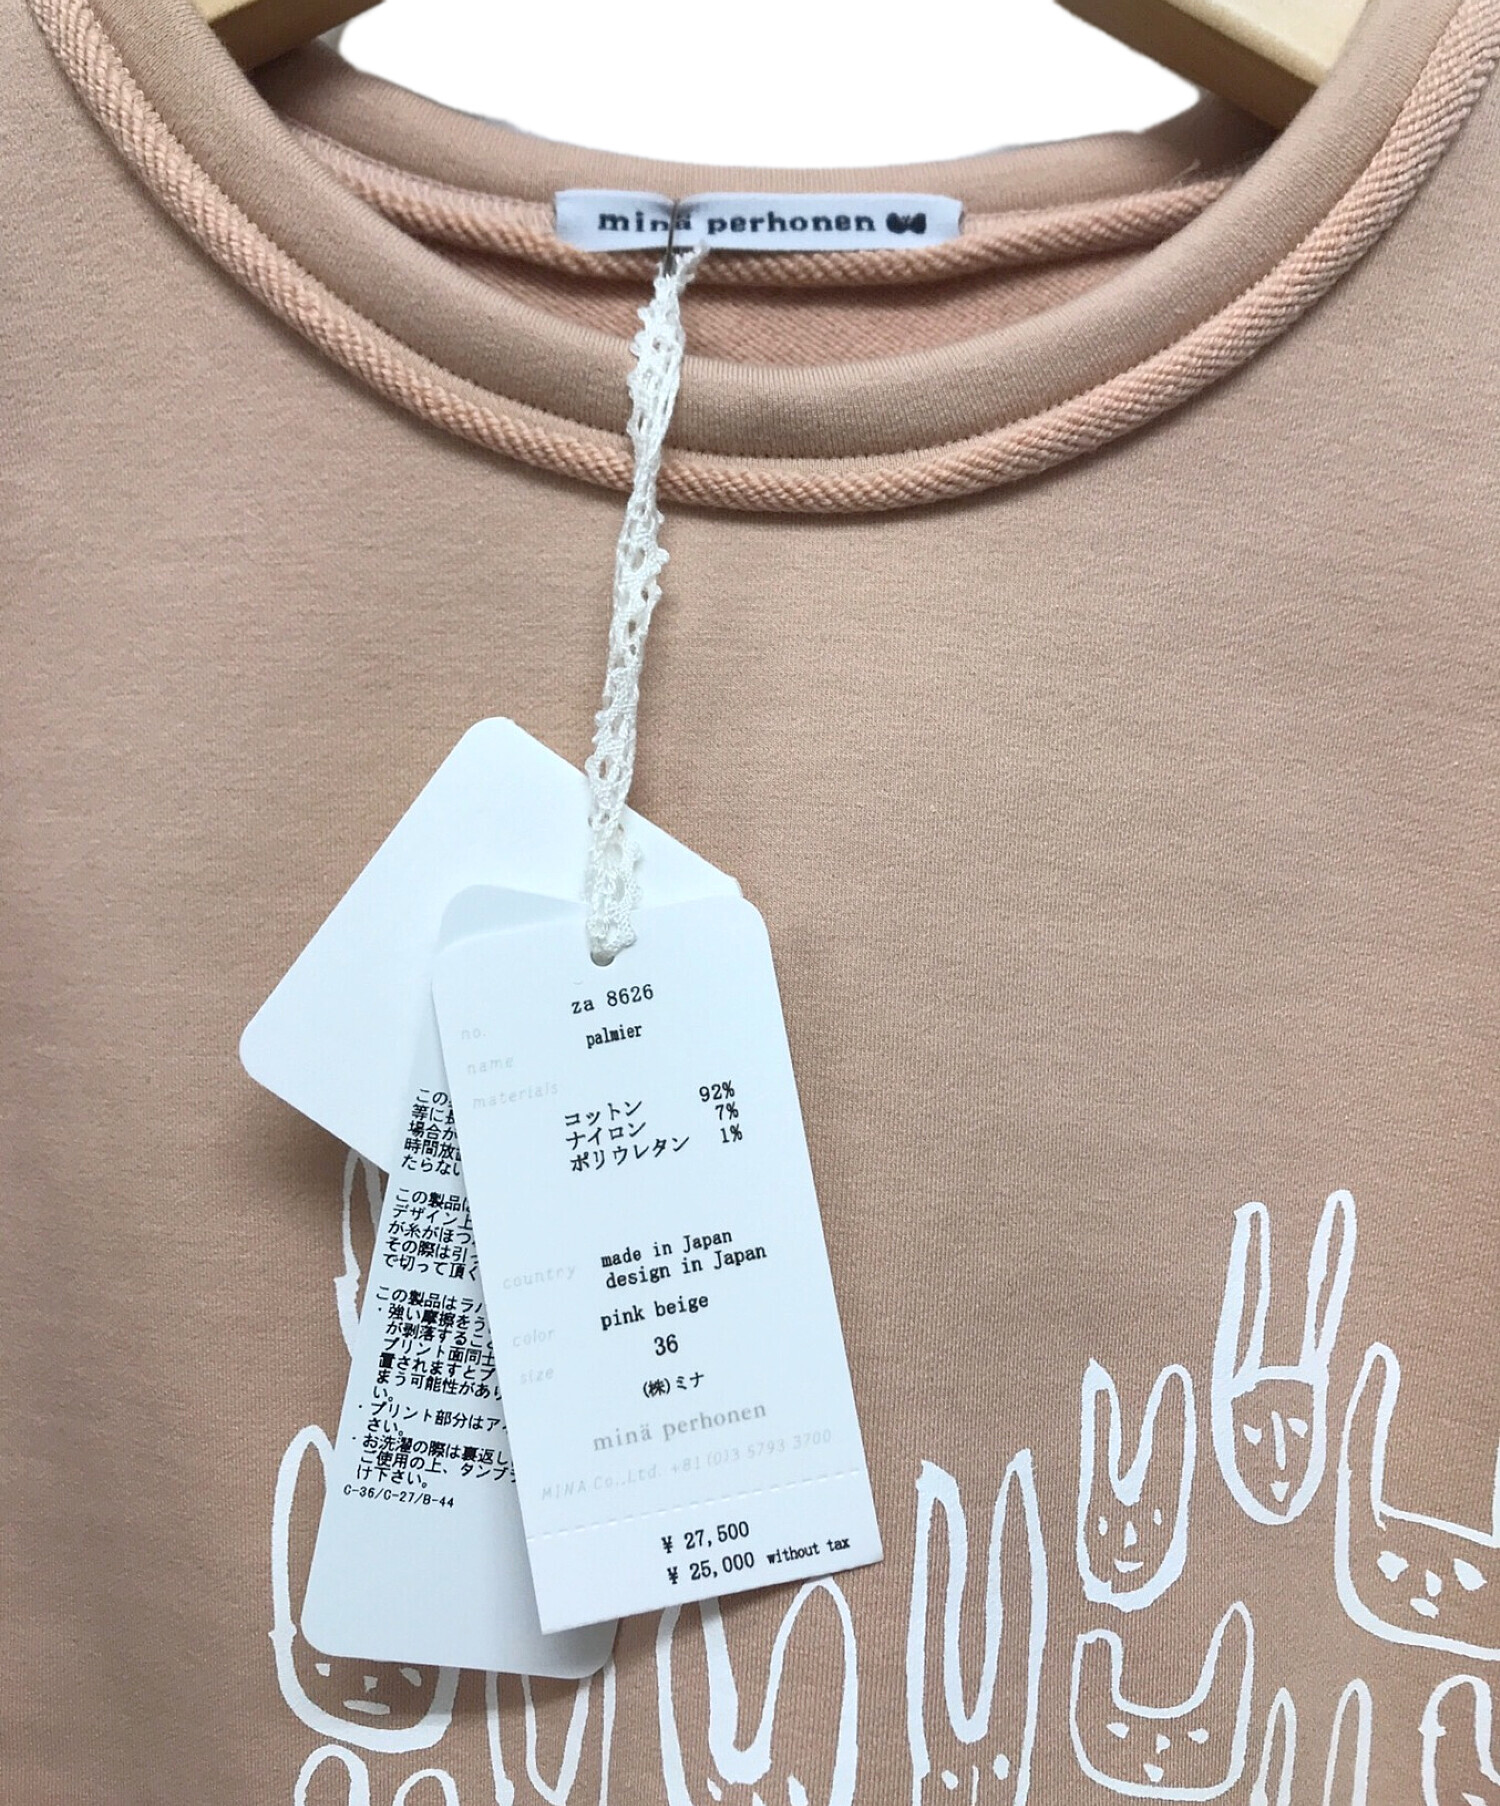 minä perhonen
no. za 8626
name palmier
materials
コットン 92%
ナイロン 7%
ポリウレタン 1%
country made in Japan
design in Japan
color pink beige
size 36
(株)ミナ
minä perhonen
MINA Co.,Ltd. +81(0)3 5793 3700
¥ 27,500
¥ 25,000 without tax
この
等に
場合か
時間放
たらない
この製品は
デザイン上
が糸がほつ
その際は引っ
で切って頂く
この製品はラバ
・強い摩擦をう
が剥落すること
プリント面同士
置されますとプ
まう可能性があり
い。
・プリント部分はアイ
さい。
・お洗濯の際は裏返し
ご使用の上、タンブラ
け下さい。
C-36/C-27/B-44